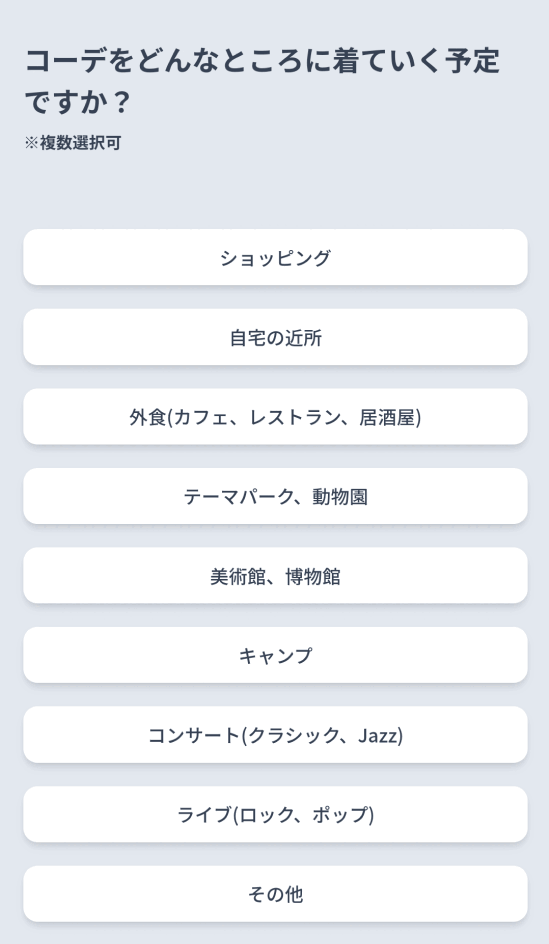 コーデをどんなところに着ていく予定
ですか？
※複数選択可
ショッピング
自宅の近所
外食(カフェ、レストラン、居酒屋)
テーマパーク、動物園
美術館、博物館
キャンプ
コンサート(クラシック、Jazz)
ライブ(ロック、ポップ)
その他